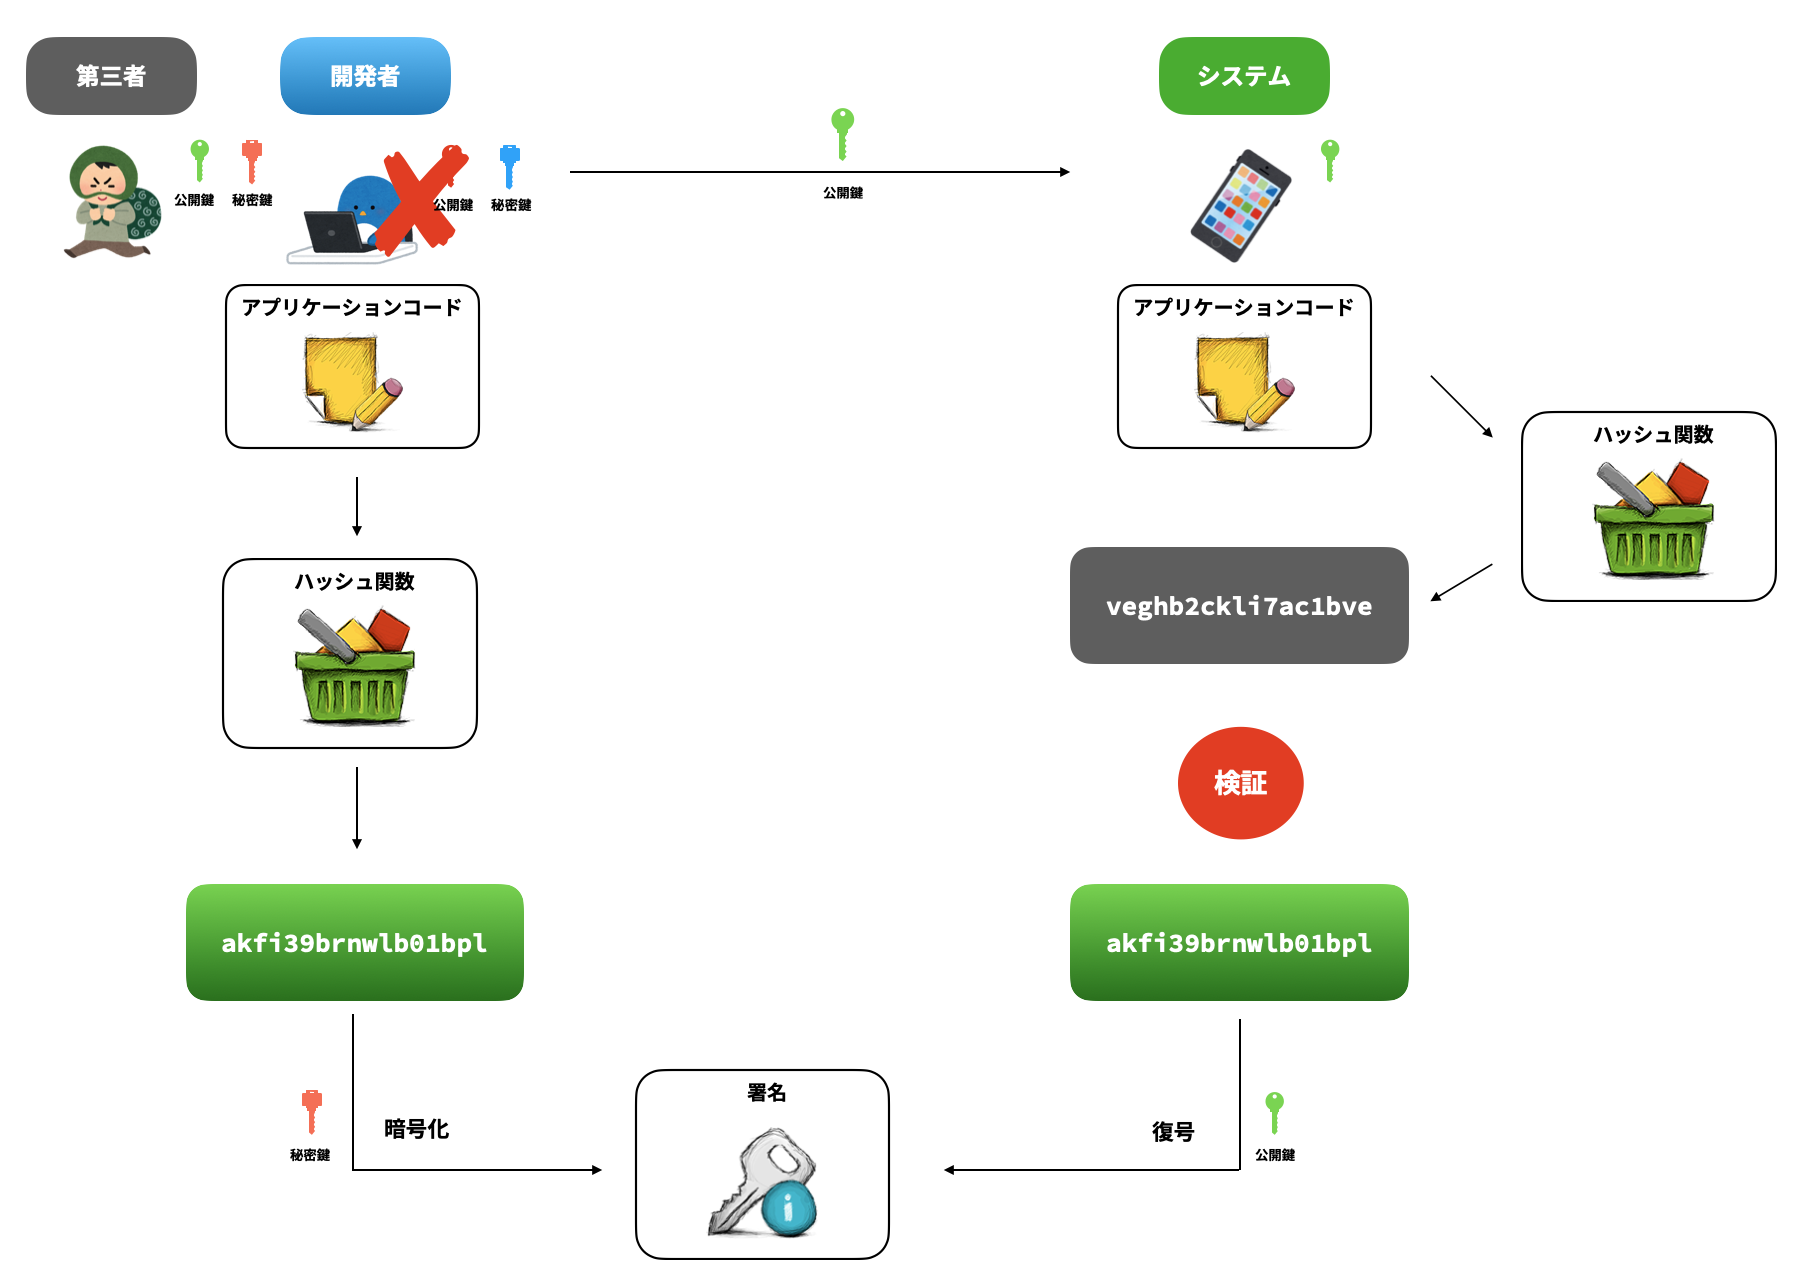 第三者
開発者
システム
公開鍵
秘密鍵
公開鍵
秘密鍵
公開鍵
アプリケーションコード
アプリケーションコード
ハッシュ関数
ハッシュ関数
veghb2ckli7ac1bve
検証
akfi39brnwlb01bpl
akfi39brnwlb01bpl
署名
暗号化
復号
秘密鍵
公開鍵